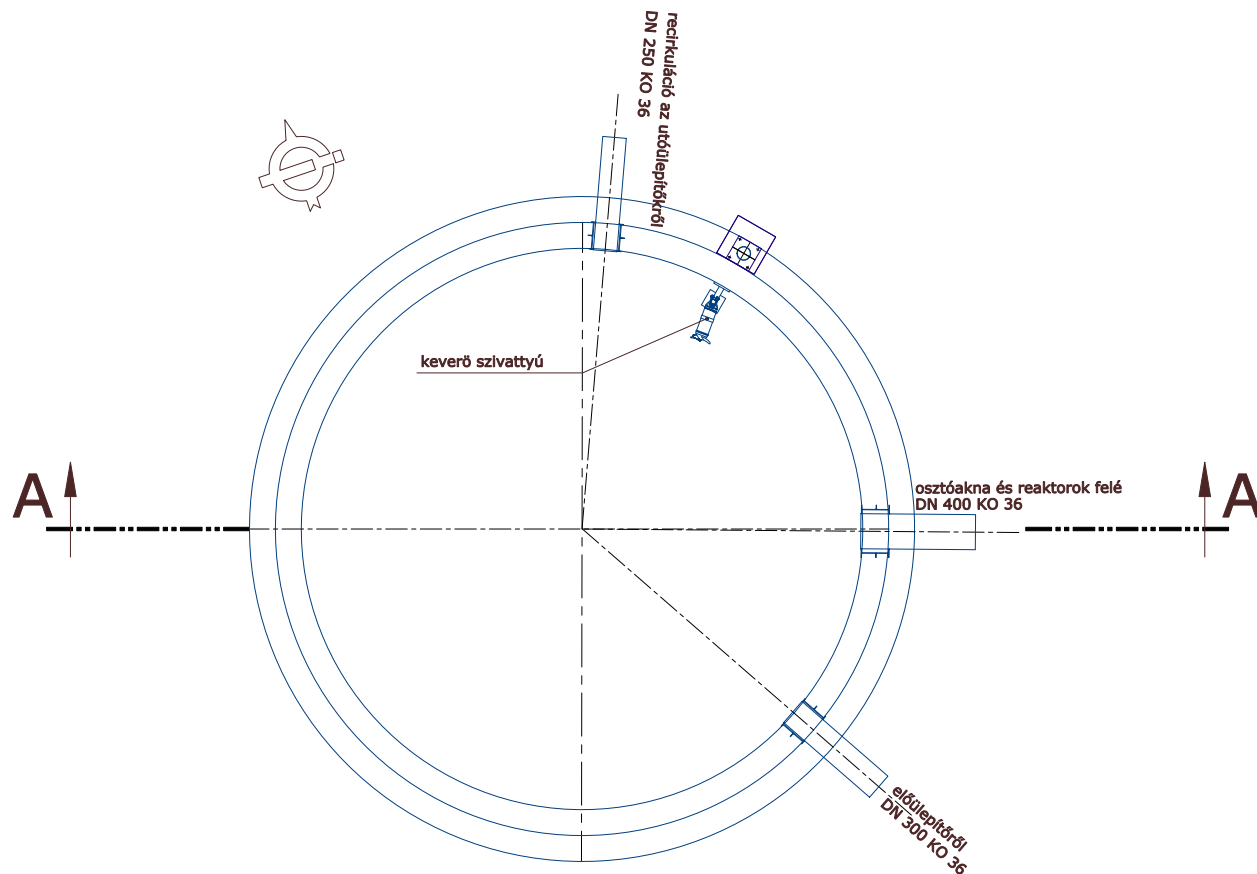 recirkuláció az utóülepítőkről
DN 250 KO 36
keverö szivattyú
A
A
osztóakna és reaktorok felé
DN 400 KO 36
előülepítőről
DN 300 KO 36